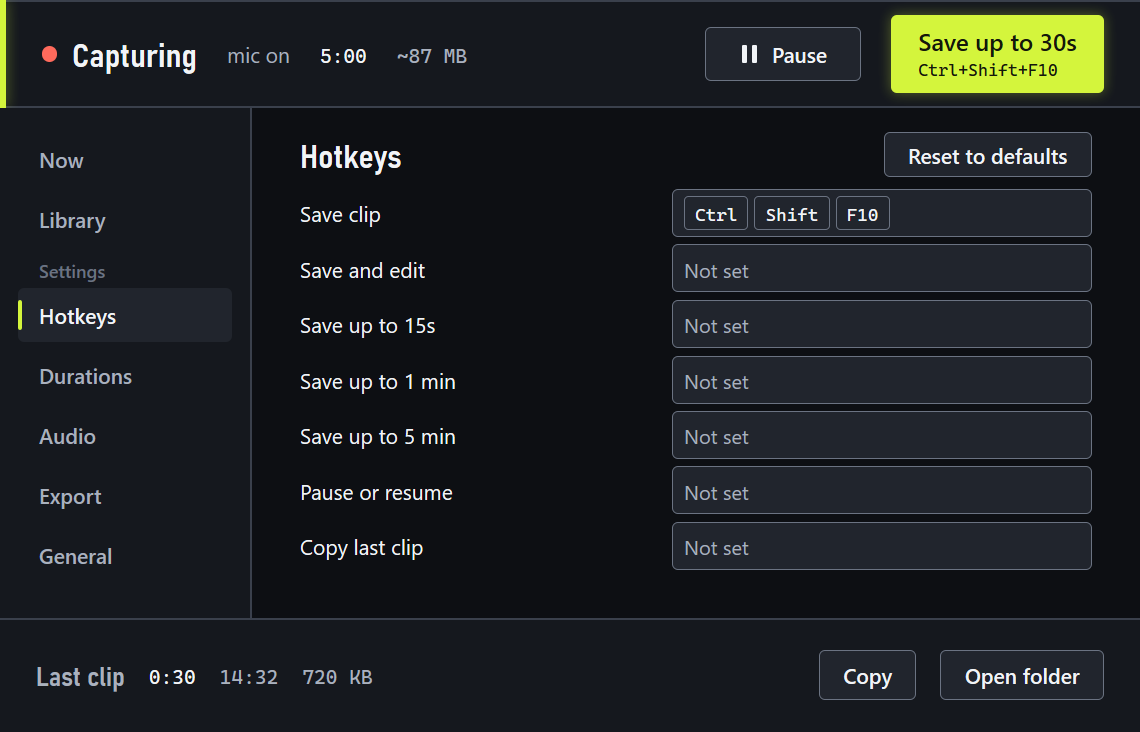 Capturing mic on 5:00 ~87 MB Pause Save up to 30s
Ctrl+Shift+F10
Now
Library
Settings
Hotkeys
Durations
Audio
Export
General
Hotkeys Reset to defaults
Save clip Ctrl Shift F10
Save and edit Not set
Save up to 15s Not set
Save up to 1 min Not set
Save up to 5 min Not set
Pause or resume Not set
Copy last clip Not set
Last clip 0:30 14:32 720 KB Copy Open folder